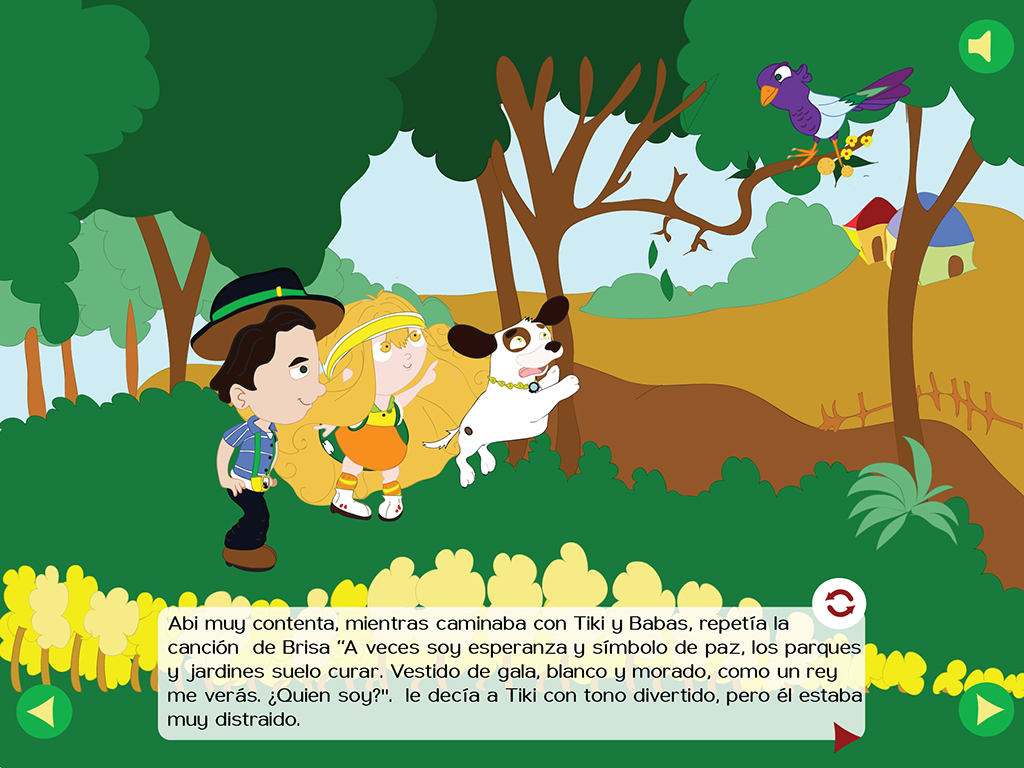 Abi muy contenta, mientras caminaba con Tiki y Babas, repetía la
canción  de Brisa “A veces soy esperanza y símbolo de paz, los parques
y jardines suelo curar. Vestido de gala, blanco y morado, como un rey
me verás. ¿Quien soy?".  le decía a Tiki con tono divertido, pero él estaba
muy distraido.